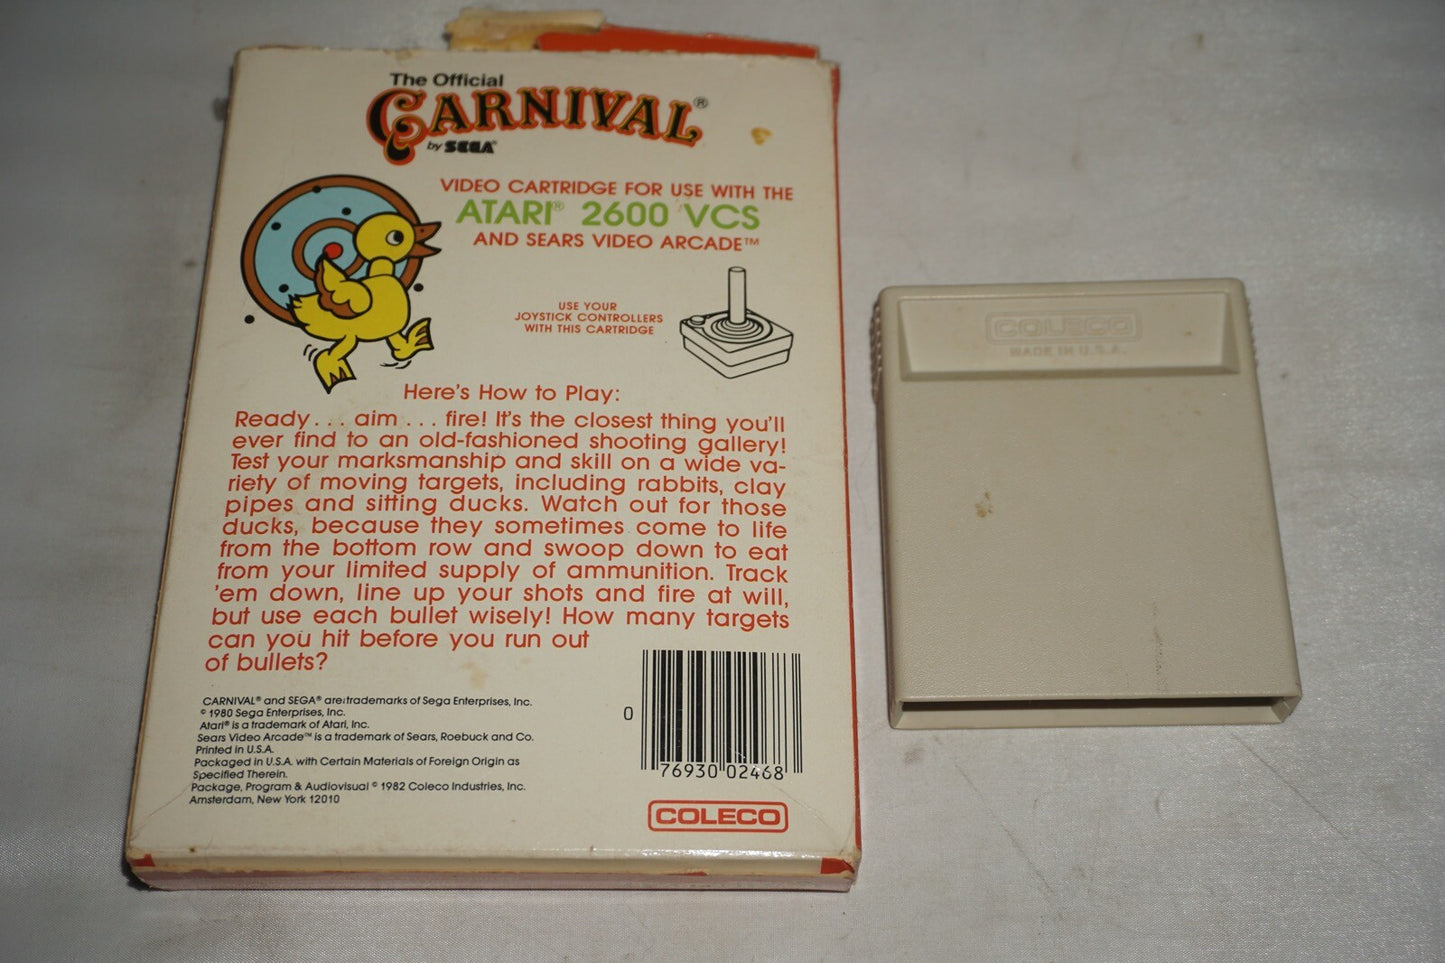 The Official
CARNIVAL®
by SEGA®
VIDEO CARTRIDGE FOR USE WITH THE
ATARI® 2600 VCS
AND SEARS VIDEO ARCADE™
USE YOUR
JOYSTICK CONTROLLERS
WITH THIS CARTRIDGE
Here's How to Play:
Ready . . . aim . . . fire! It's the closest thing you'll
ever find to an old-fashioned shooting gallery!
Test your marksmanship and skill on a wide va-
riety of moving targets, including rabbits, clay
pipes and sitting ducks. Watch out for those
ducks, because they sometimes come to life
from the bottom row and swoop down to eat
from your limited supply of ammunition. Track
'em down, line up your shots and fire at will,
but use each bullet wisely! How many targets
can you hit before you run out
of bullets?
CARNIVAL® and SEGA® are trademarks of Sega Enterprises, Inc.
© 1980 Sega Enterprises, Inc.
Atari® is a trademark of Atari, Inc.
Sears Video Arcade™ is a trademark of Sears, Roebuck and Co.
Printed in U.S.A.
Packaged in U.S.A. with Certain Materials of Foreign Origin as
Specified Therein.
Package, Program & Audiovisual © 1982 Coleco Industries, Inc.
Amsterdam, New York 12010
0 76930 02468
COLECO
COLECO
MADE IN U.S.A.